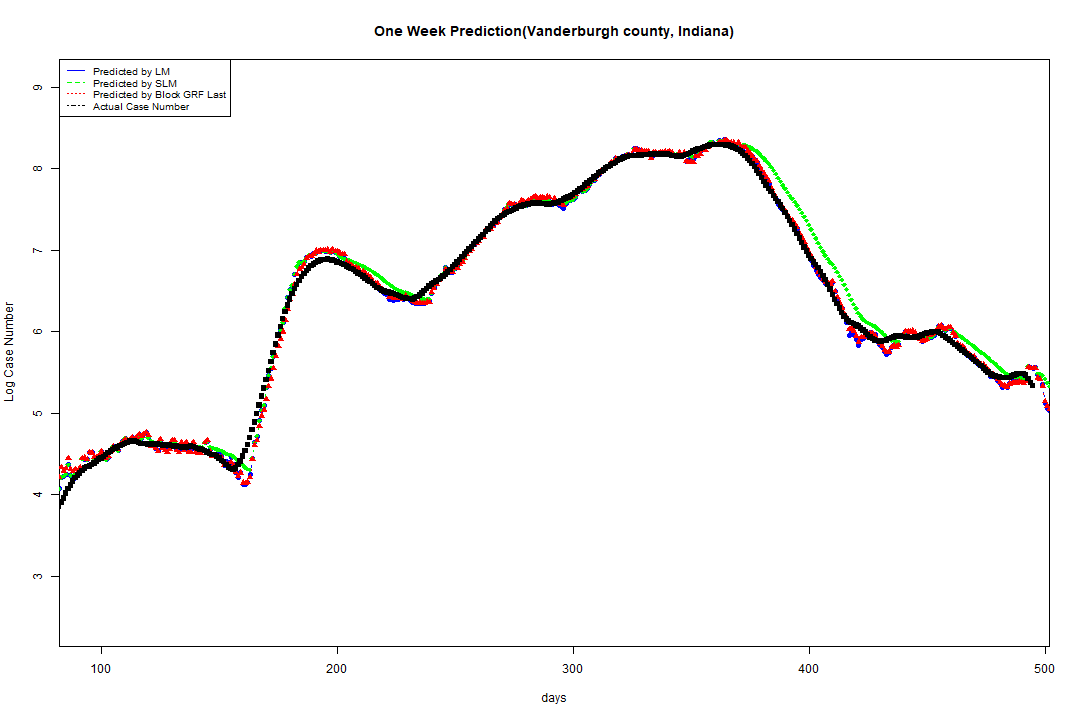 One Week Prediction(Vanderburgh county, Indiana)
Predicted by LM
Predicted by SLM
Predicted by Block GRF Last
Actual Case Number
Log Case Number
9
8
7
6
5
4
3
100 200 300 400 500
days